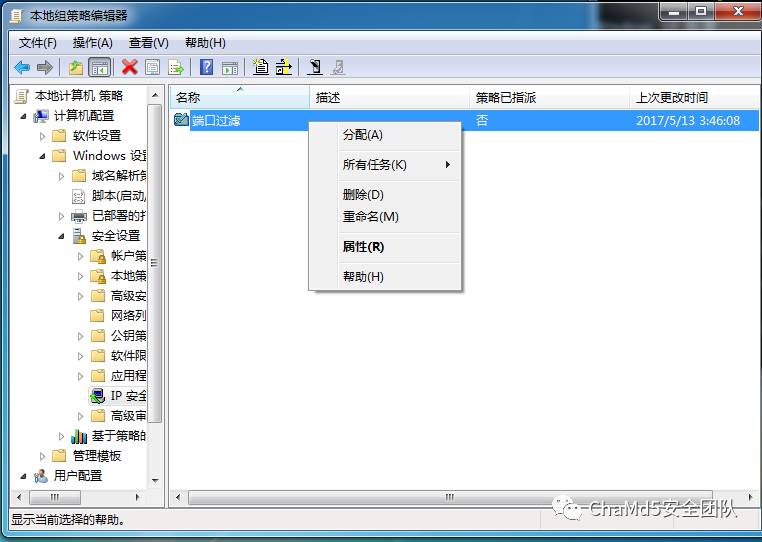 本地组策略编辑器
文件(F) 操作(A) 查看(V) 帮助(H)
本地计算机 策略
计算机配置
软件设置
Windows 设
域名解析策
脚本(启动/
已部署的打
安全设置
帐户策
本地策
高级安
网络列
公钥策
软件限
应用程
IP 安全
高级审
基于策略的
管理模板
用户配置
名称 描述 策略已指派 上次更改时间
端口过滤 否 2017/5/13 3:46:08
分配(A)
所有任务(K)
删除(D)
重命名(M)
属性(R)
帮助(H)
显示当前选择的帮助。
ChaMd5安全团队